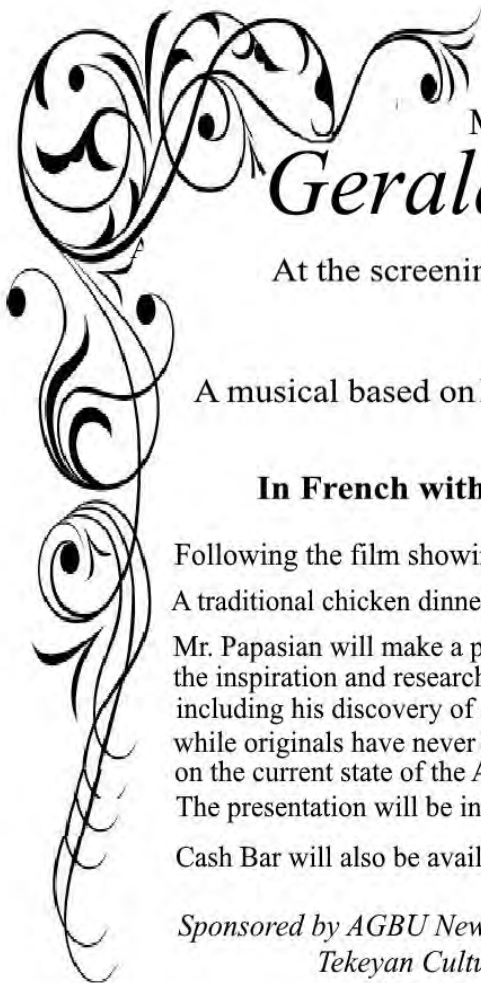 M
Geral
At the screenin
A musical based on
In French with
Following the film showi
A traditional chicken dinne
Mr. Papasian will make a p
the inspiration and research
including his discovery of
while originals have never
on the current state of the A
The presentation will be in
Cash Bar will also be avail
Sponsored by AGBU New
Tekeyan Cultu